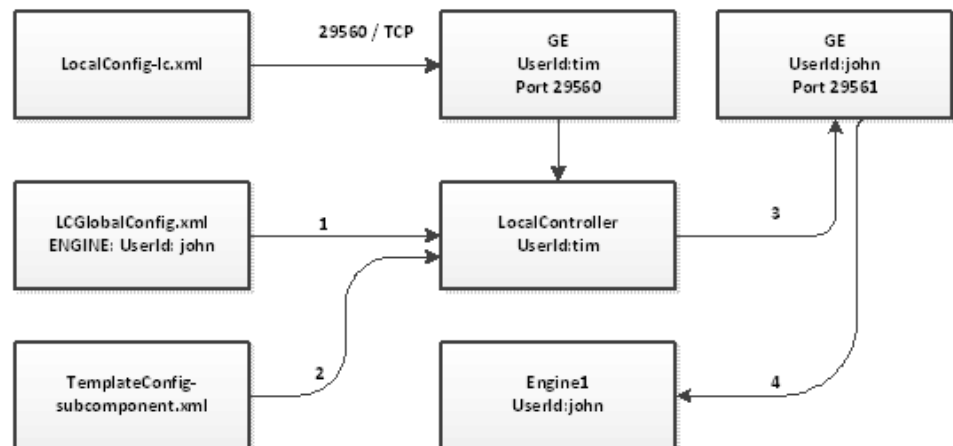 29560 / TCP
LocalConfig-lc.xml
GE
UserId:tim
Port 29560
GE
UserId:john
Port 29561
LCGlobalConfig.xml
ENGINE: UserId: john
1
LocalController
UserId:tim
3
TemplateConfig-
subcomponent.xml
2
Engine1
UserId:john
4